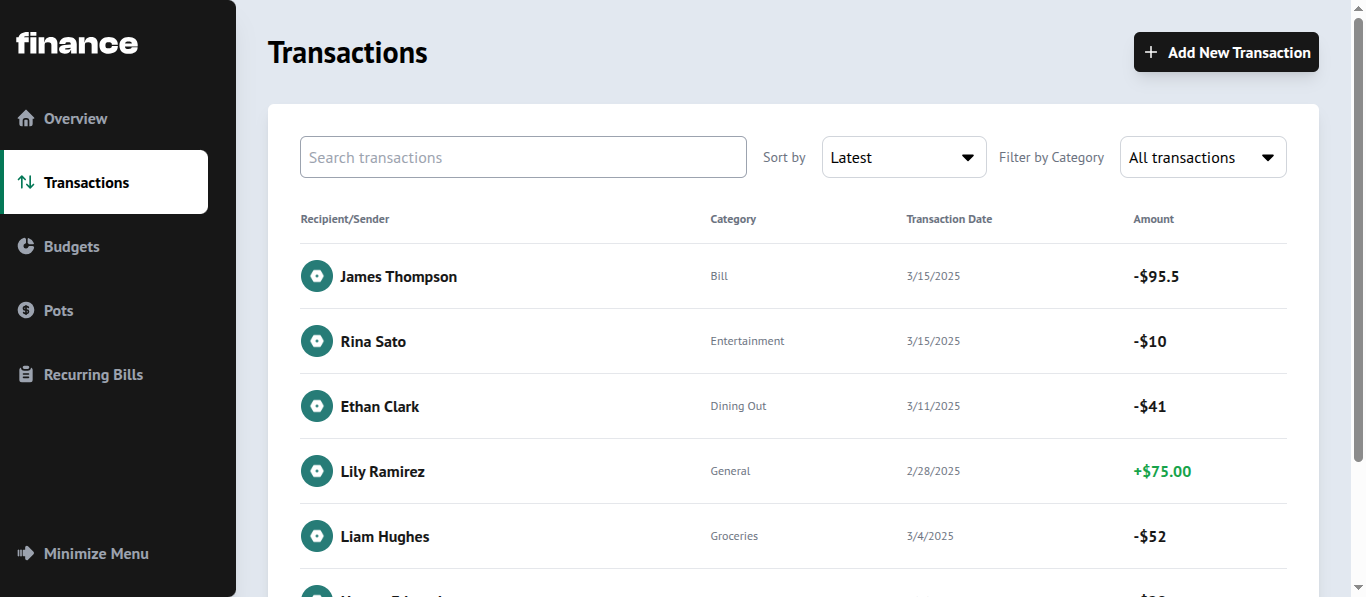 finance
Overview
Transactions
Budgets
Pots
Recurring Bills
Minimize Menu
Transactions
Add New Transaction
Search transactions Sort by Latest Filter by Category All transactions
Recipient/Sender Category Transaction Date Amount
James Thompson Bill 3/15/2025 -$95.5
Rina Sato Entertainment 3/15/2025 -$10
Ethan Clark Dining Out 3/11/2025 -$41
Lily Ramirez General 2/28/2025 +$75.00
Liam Hughes Groceries 3/4/2025 -$52